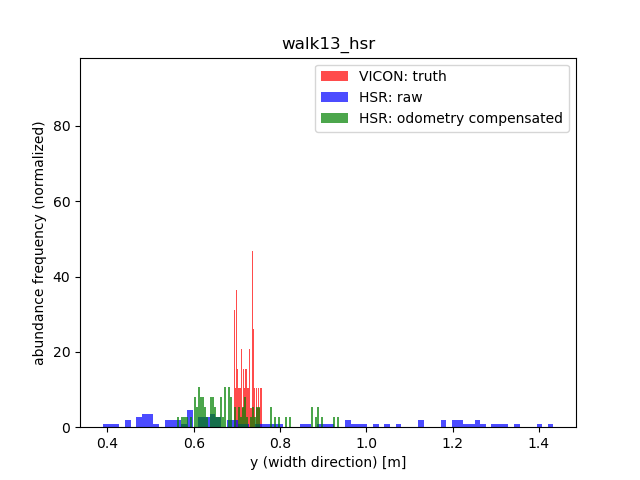 walk13_hsr
VICON: truth
HSR: raw
HSR: odometry compensated
abundance frequency (normalized)
80
60
40
20
0
0.4 0.6 0.8 1.0 1.2 1.4
y (width direction) [m]